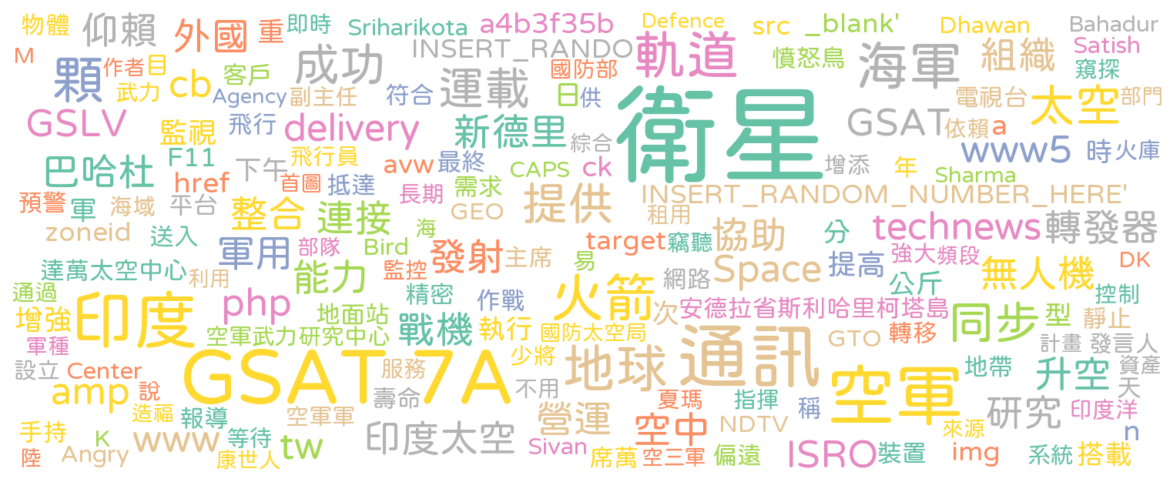 物體 仰賴 外國 重 即時 Sriharikota a4b3f35b Defence src _blank' Dhawan Bahadur
M 作者 目 客戶 成功 INSERT_RANDO 國防部 軌道 憤怒鳥 海軍 組織 Satish 窺探
顆 武力 cb Agency 副主任 符合 運載 日 供 衛星 電視台 太空 部門
GSLV 監視 飛行 delivery 新德里 綜合 GSAT 依賴 a
巴哈杜 F11 下午 飛行員 avw 最終 CAPS ck 增添 年 www5 時 火庫
href 首圖 抵達 長期 需求 Sharma
預警 軍 海域 平台 整合 連接 GEO 提供 租用 INSERT_RANDOM_NUMBER_HERE'
zoneid 送入 軍用 部隊 Bird 海 發射 主席 target 竊聽 協助 分 technews 轉發器
達萬太空中心 利用 能力 監控 易 網路 Space 提高 強大頻段 DK
通過 印度 php 地面站 精密 作戰 火箭 次 安德拉省斯利哈里柯塔島 公斤 無人機 控制
增強 空軍武力研究中心 戰機 執行 國防太空局 通訊 GTO 轉移 同步 型 靜止
軍種 GSAT 7A 少將 地球 計畫 發言人
設立 Center 服務 不用 空軍 地帶 升空 資產
amp 說 壽命 夏瑪 指揮 稱 天
手持 造福 報導 空軍軍 營運 空中 NDTV 研究 印度洋
K www 等待 tw 印度太空 來源 n
陸 Angry 康世人 Sivan 席萬 空三軍 偏遠 ISRO 裝置 img 系統 搭載